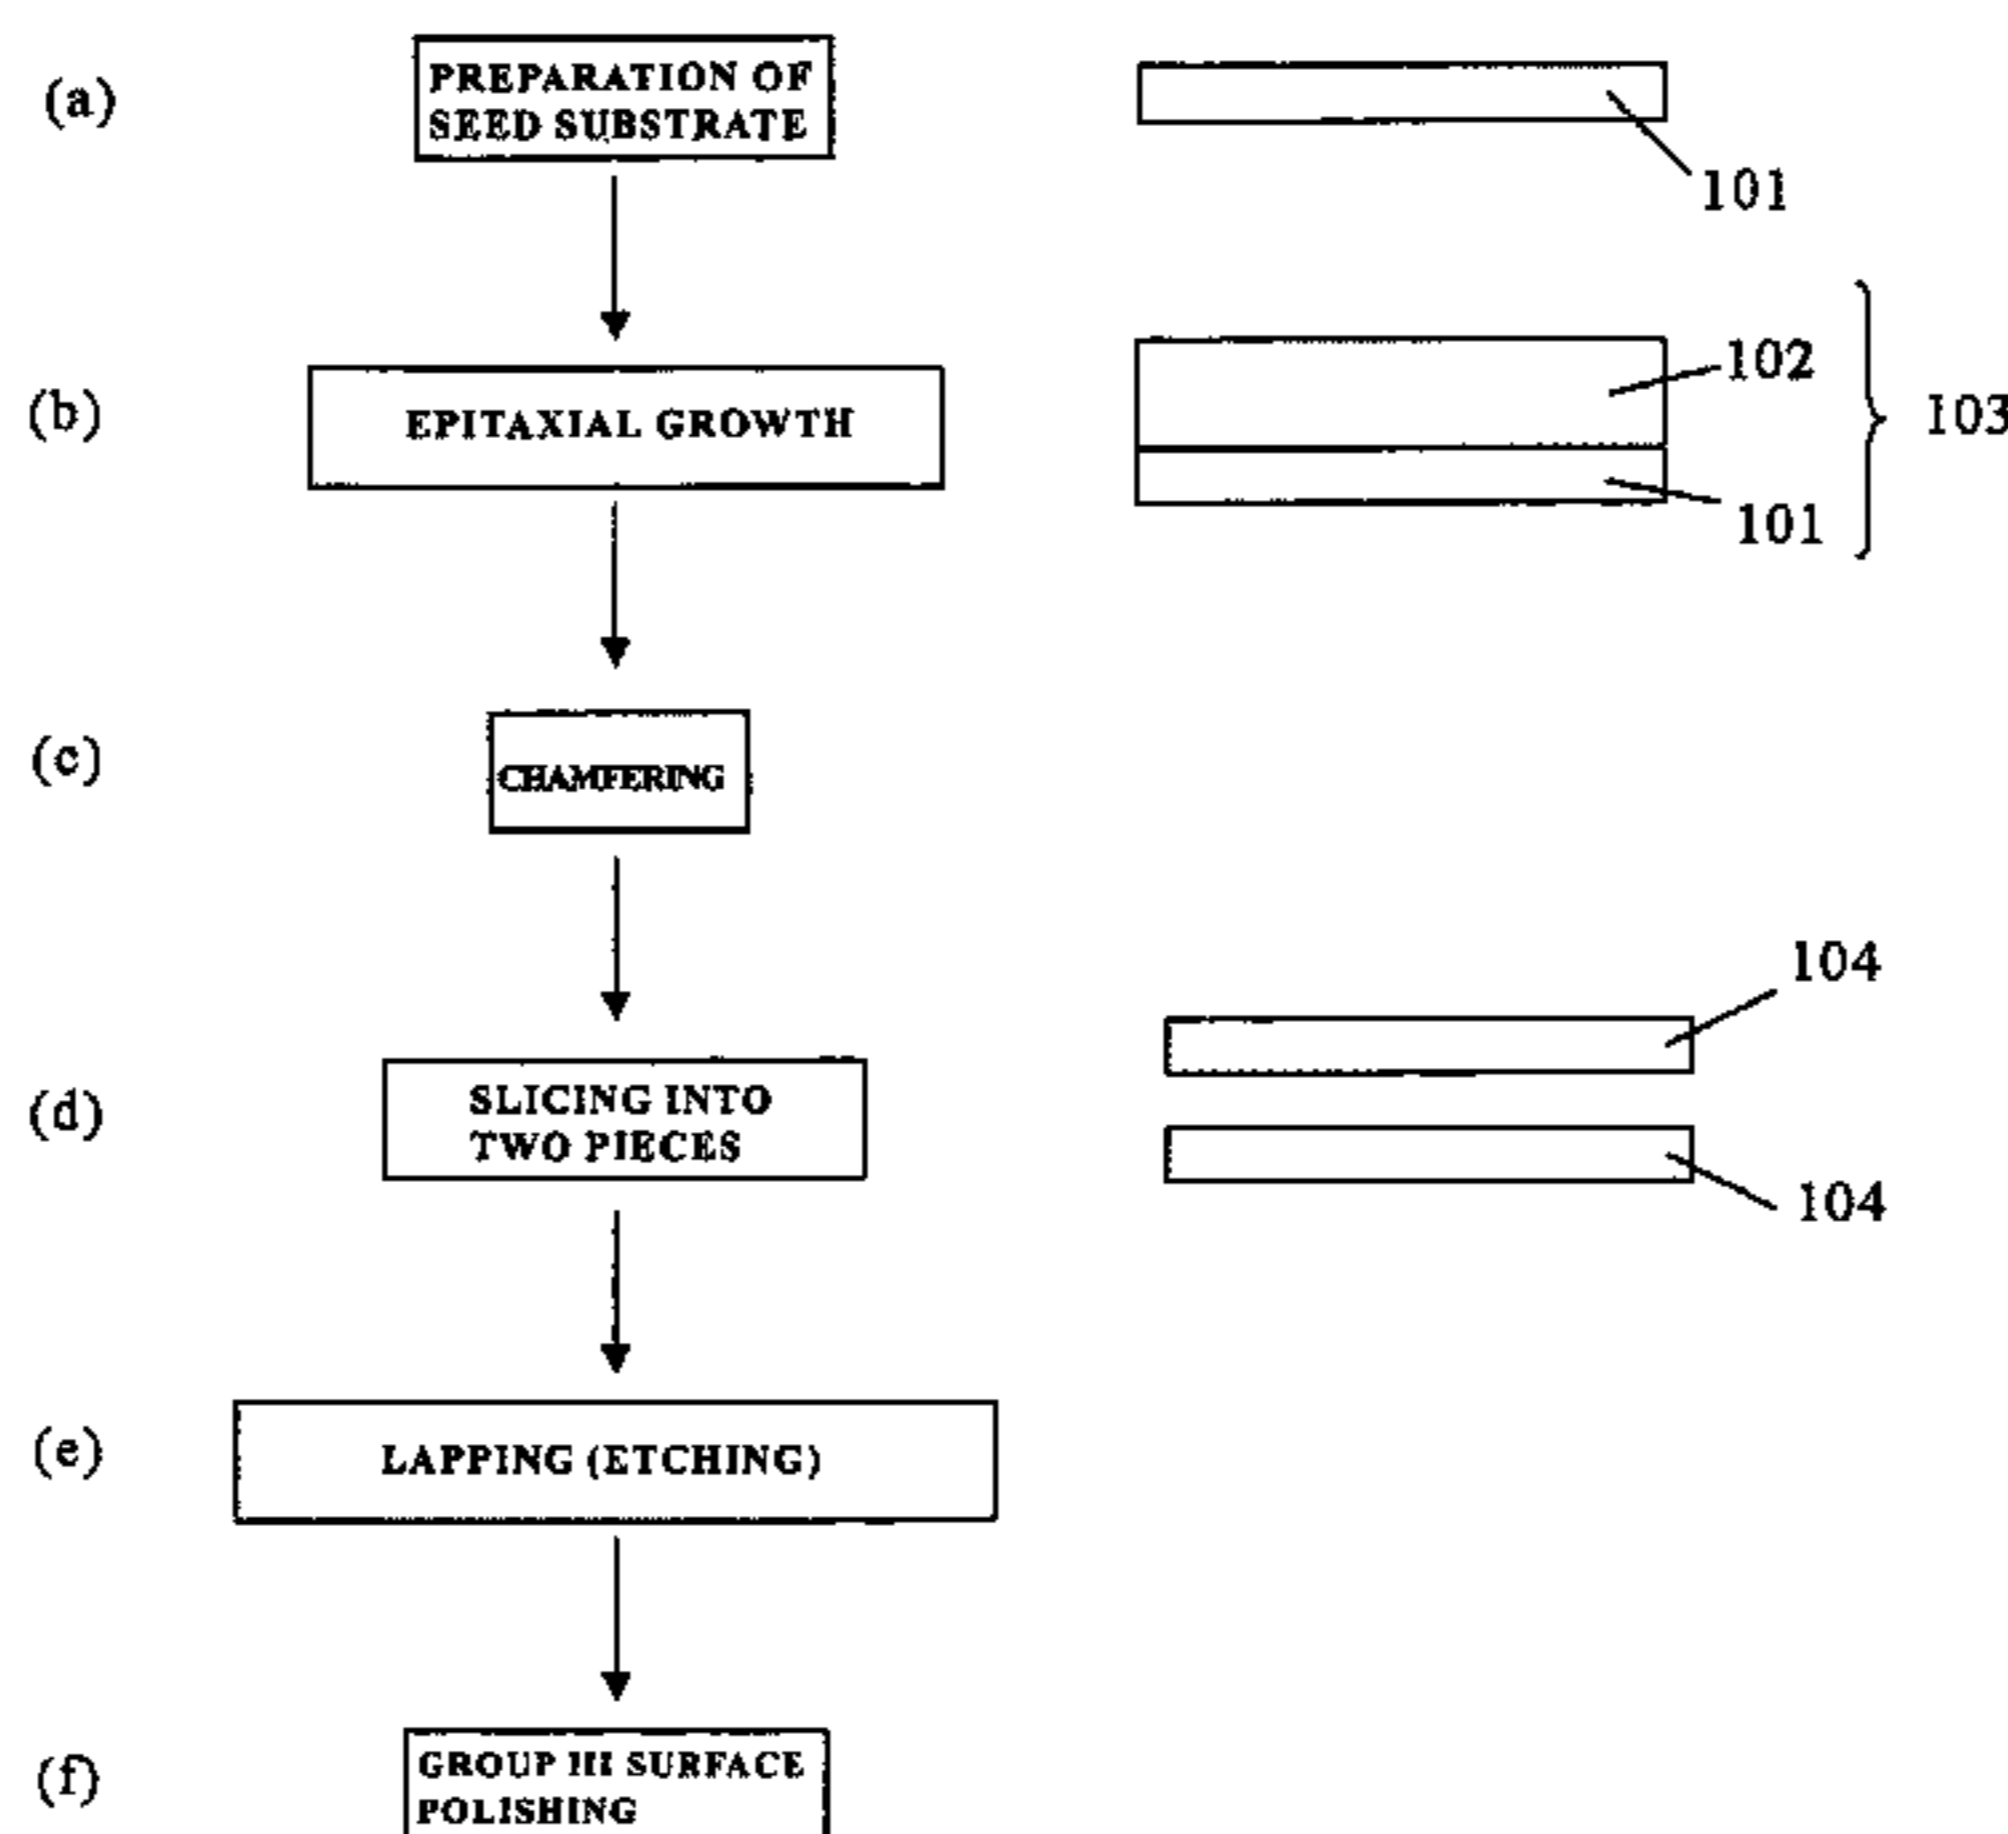 (a)
PREPARATION OF
SEED SUBSTRATE
101
(b)
EPITAXIAL GROWTH
102
101
103
(c)
CHAMFERING
(d)
SLICING INTO
TWO PIECES
104
104
(e)
LAPPING (ETCHING)
(f)
GROUP III SURFACE
POLISHING